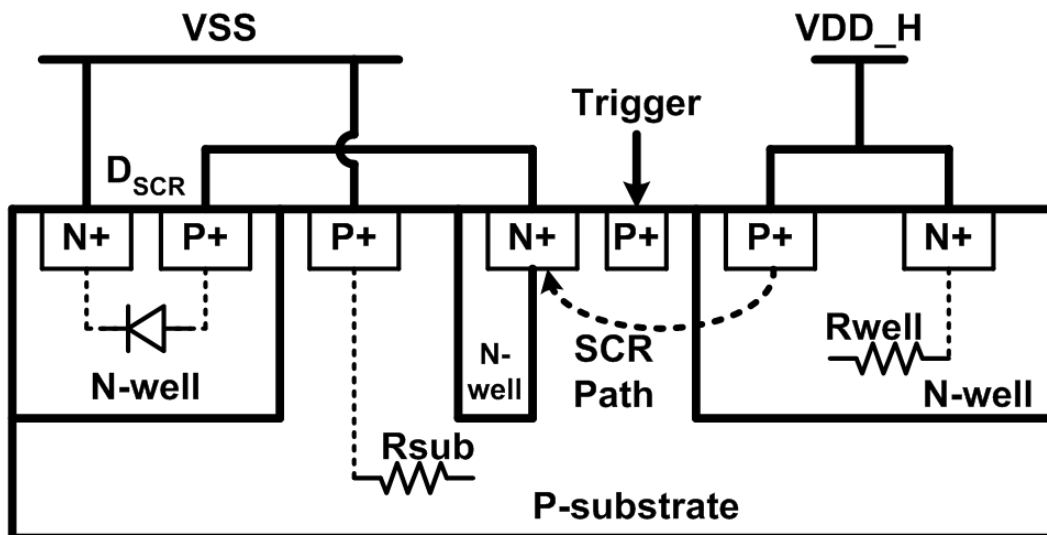 VSS
VDD_H
Trigger
DSCR
N+
P+
P+
N+
P+
P+
N+
N-well
N-
well
SCR
Path
Rwell
N-well
Rsub
P-substrate